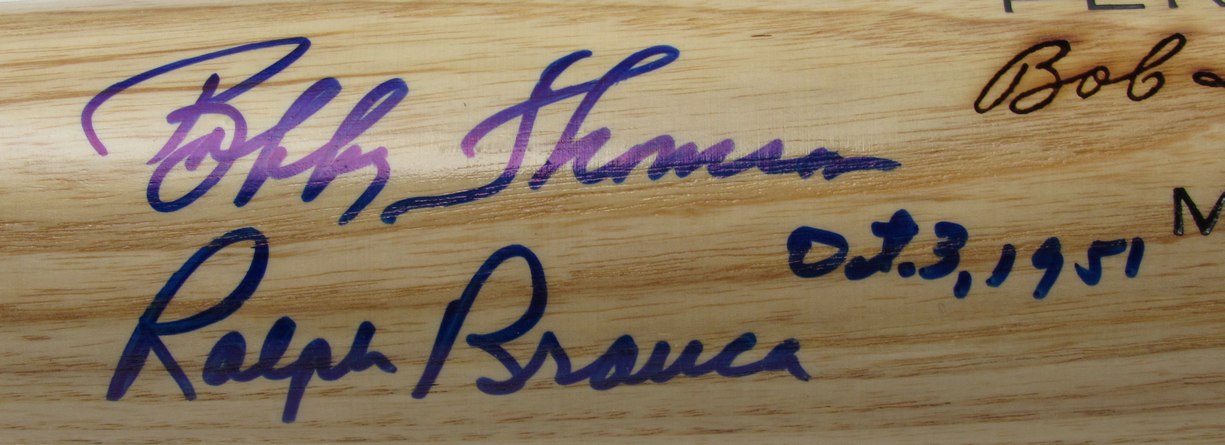 Bobby Thomson
Bob
Oct. 3, 1951
Ralph Branca